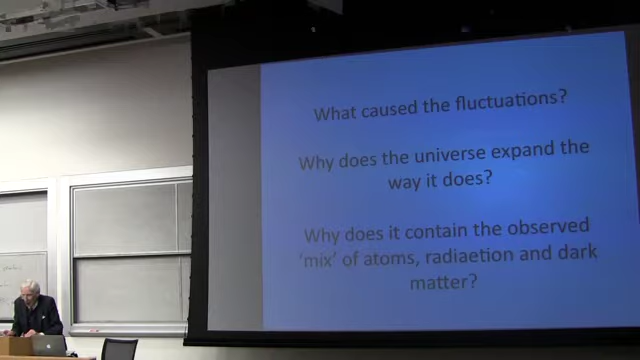 What caused the fluctuations?
Why does the universe expand the
way it does?
Why does it contain the observed
'mix' of atoms, radiaetion and dark
matter?